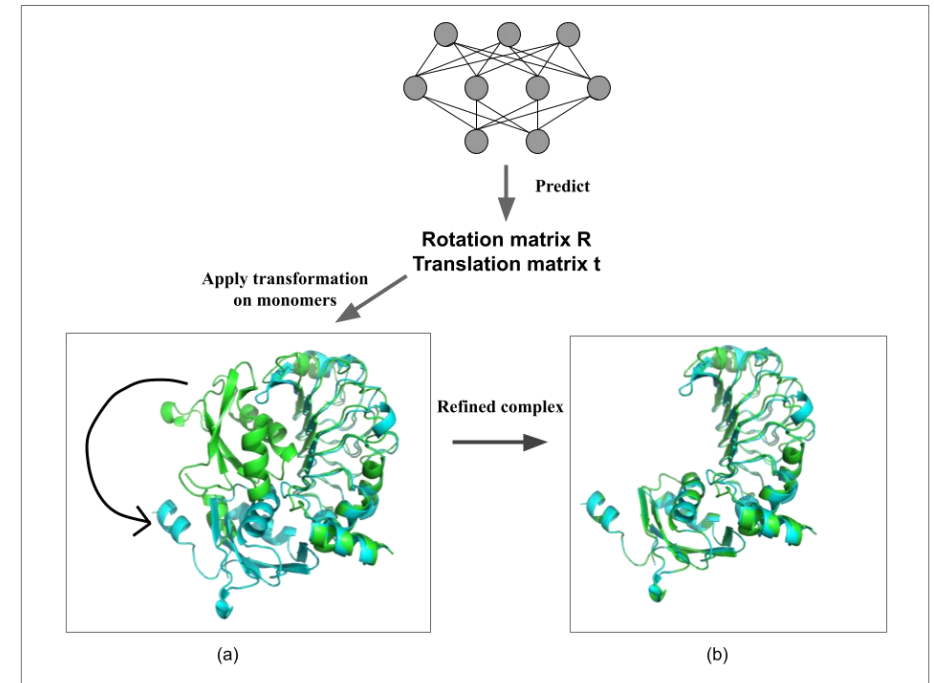 Predict
Rotation matrix R
Translation matrix t
Apply transformation
on monomers
Refined complex
(a)
(b)